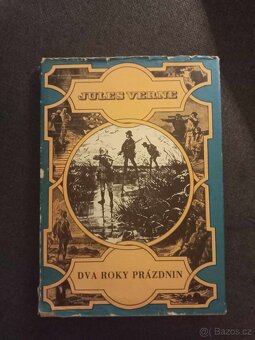 JULES VERNE
DVA ROKY PRÁZDNIN
Bazos.cz